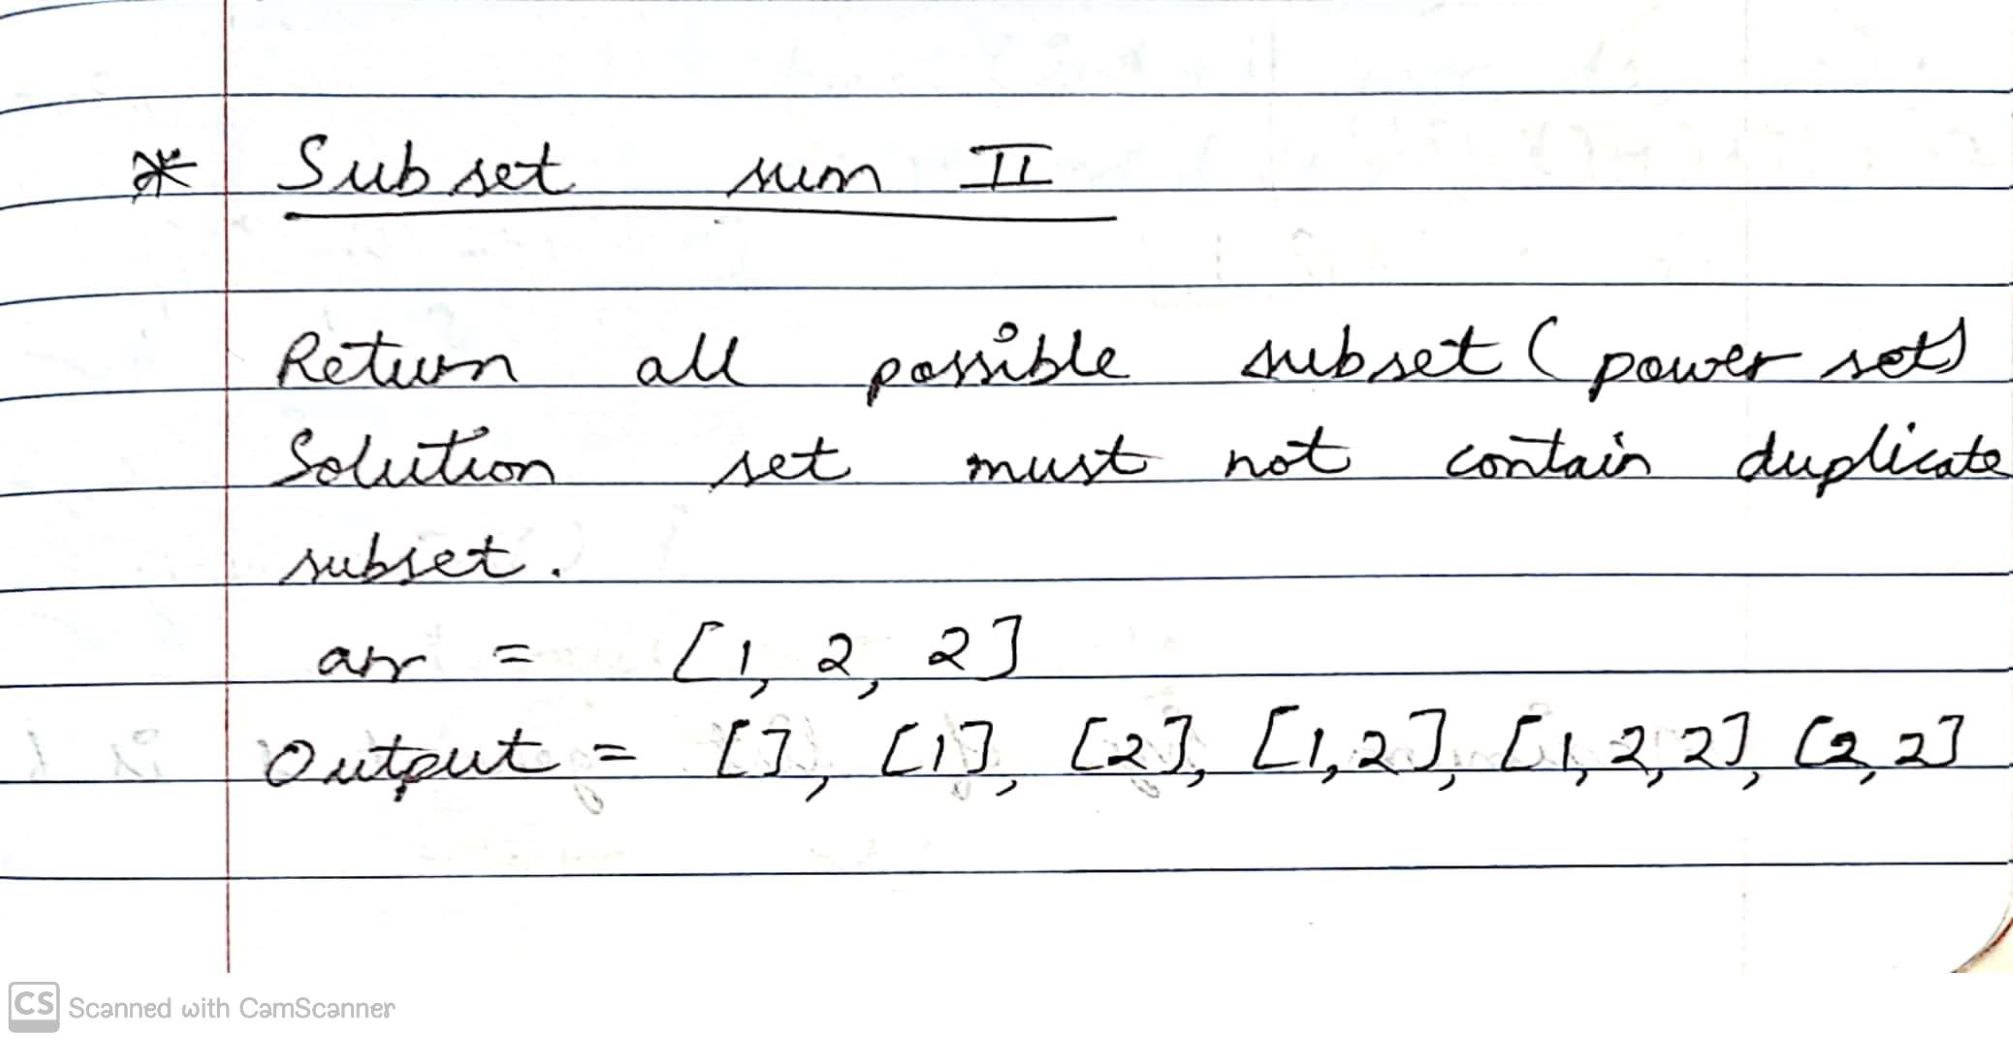 * Subset sum II
Return all possible subset (power set)
Solution set must not contain duplicate
subset.
arr = [1, 2, 2]
Output = [], [1], [2], [1,2], [1,2,2], [2,2]
CS Scanned with CamScanner